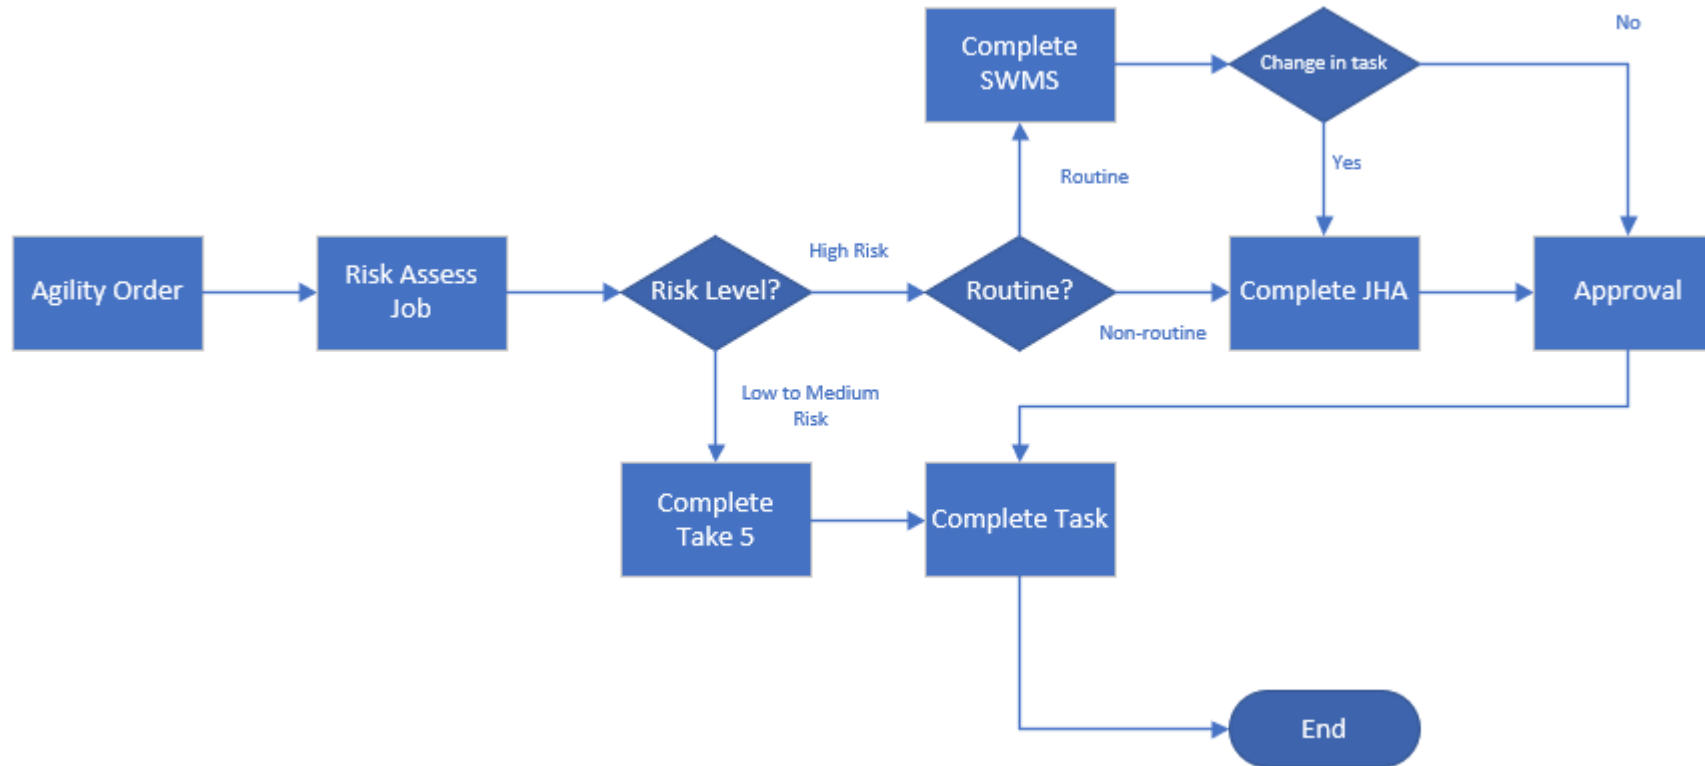 Complete
SWMS
Change in task
No
Routine
Yes
Agility Order
Risk Assess
Job
Risk Level?
High Risk
Routine?
Non-routine
Complete JHA
Approval
Low to Medium
Risk
Complete
Take 5
Complete Task
End